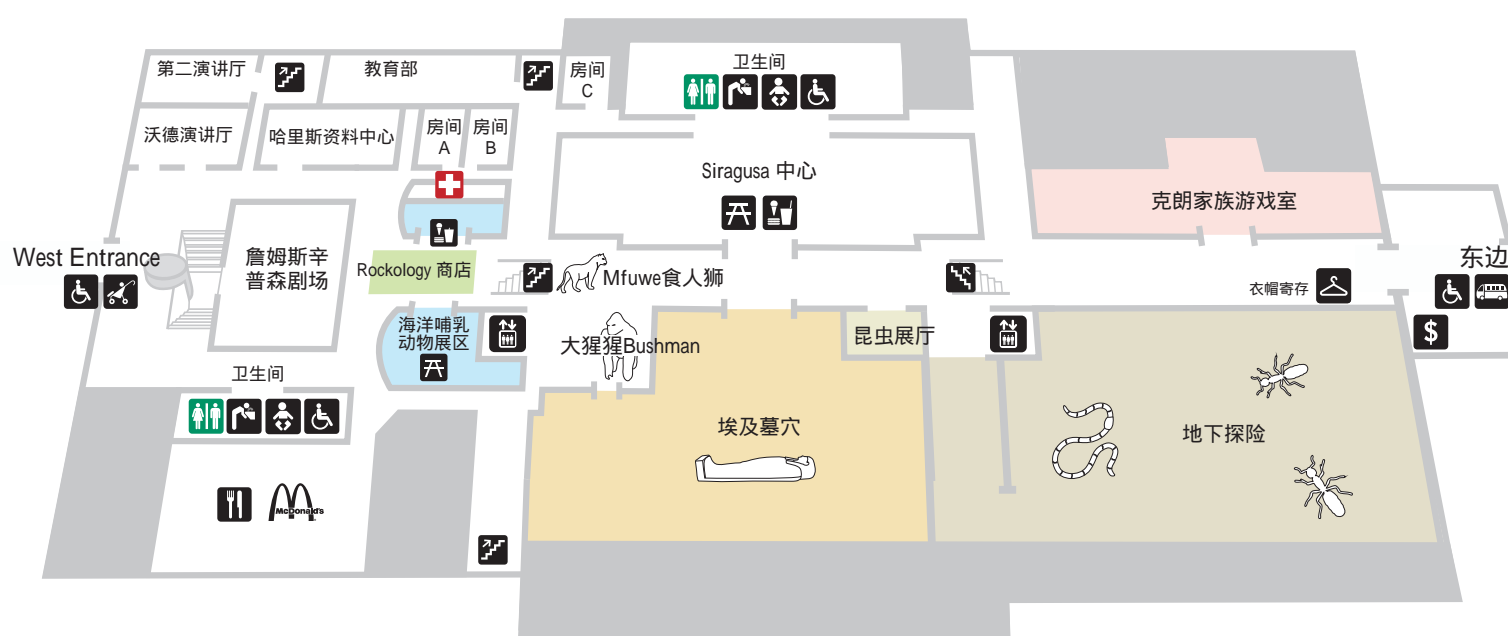 第二演讲厅
教育部
房间
C
卫生间
沃德演讲厅
哈里斯资料中心
房间
A
房间
B
Siragusa 中心
克朗家族游戏室
West Entrance
詹姆斯辛
普森剧场
Rockology 商店
Mfuwe食人狮
衣帽寄存
东边
$
海洋哺乳
动物展区
大猩猩Bushman
昆虫展厅
卫生间
埃及墓穴
地下探险
McDonald's